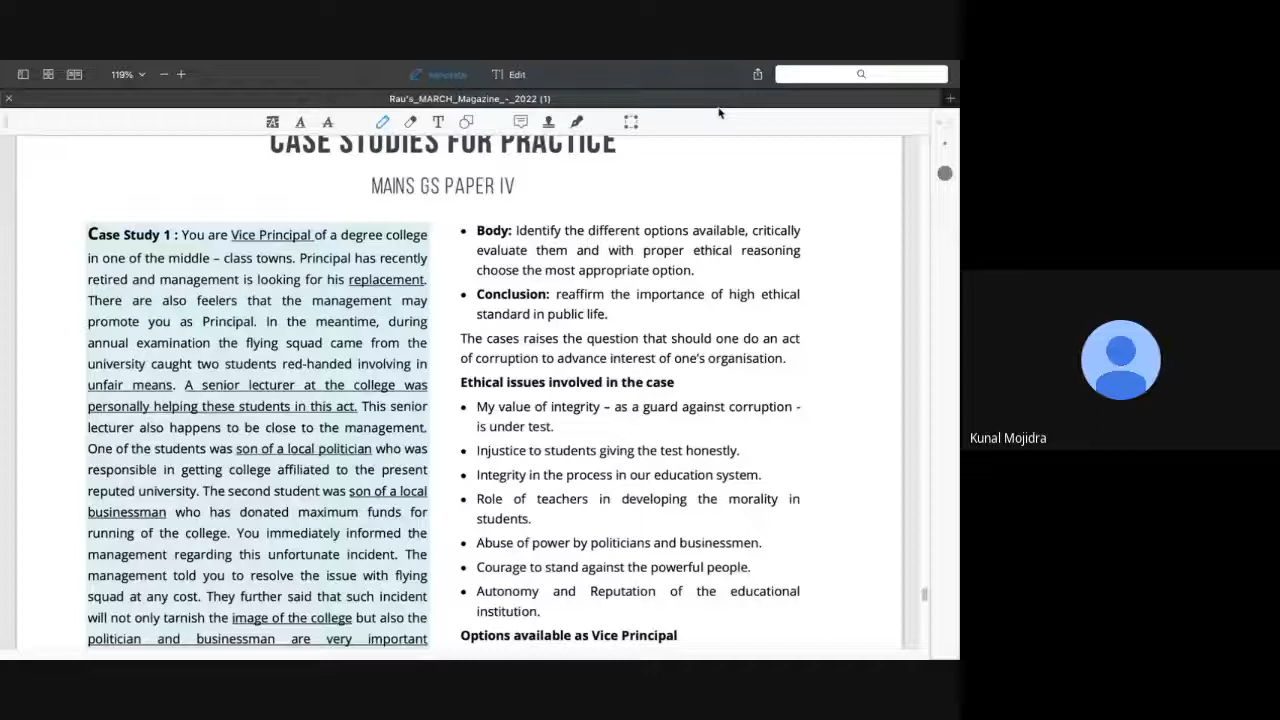 119%
Annotate
T| Edit
Rau's_MARCH_Magazine_-_2022 (1)
CASE STUDIES FOR PRACTICE
MAINS GS PAPER IV
Case Study 1 : You are Vice Principal of a degree college
in one of the middle – class towns. Principal has recently
retired and management is looking for his replacement.
There are also feelers that the management may
promote you as Principal. In the meantime, during
annual examination the flying squad came from the
university caught two students red-handed involving in
unfair means. A senior lecturer at the college was
personally helping these students in this act. This senior
lecturer also happens to be close to the management.
One of the students was son of a local politician who was
responsible in getting college affiliated to the present
reputed university. The second student was son of a local
businessman who has donated maximum funds for
running of the college. You immediately informed the
management regarding this unfortunate incident. The
management told you to resolve the issue with flying
squad at any cost. They further said that such incident
will not only tarnish the image of the college but also the
politician and businessman are very important
• Body: Identify the different options available, critically
evaluate them and with proper ethical reasoning
choose the most appropriate option.
• Conclusion: reaffirm the importance of high ethical
standard in public life.
The cases raises the question that should one do an act
of corruption to advance interest of one's organisation.
Ethical issues involved in the case
• My value of integrity – as a guard against corruption -
is under test.
• Injustice to students giving the test honestly.
• Integrity in the process in our education system.
• Role of teachers in developing the morality in
students.
• Abuse of power by politicians and businessmen.
• Courage to stand against the powerful people.
• Autonomy and Reputation of the educational
institution.
Options available as Vice Principal
Kunal Mojidra